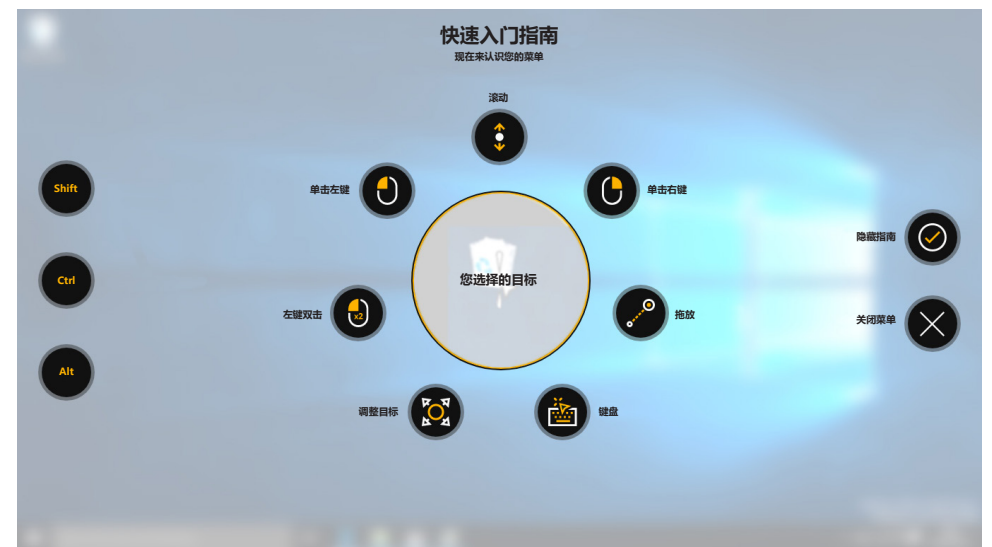 快速入门指南
现在来认识您的菜单
滚动
单击左键
单击右键
Shift
隐藏指南
Ctrl
您选择的目标
左键双击
x2
拖放
关闭菜单
Alt
调整目标
键盘